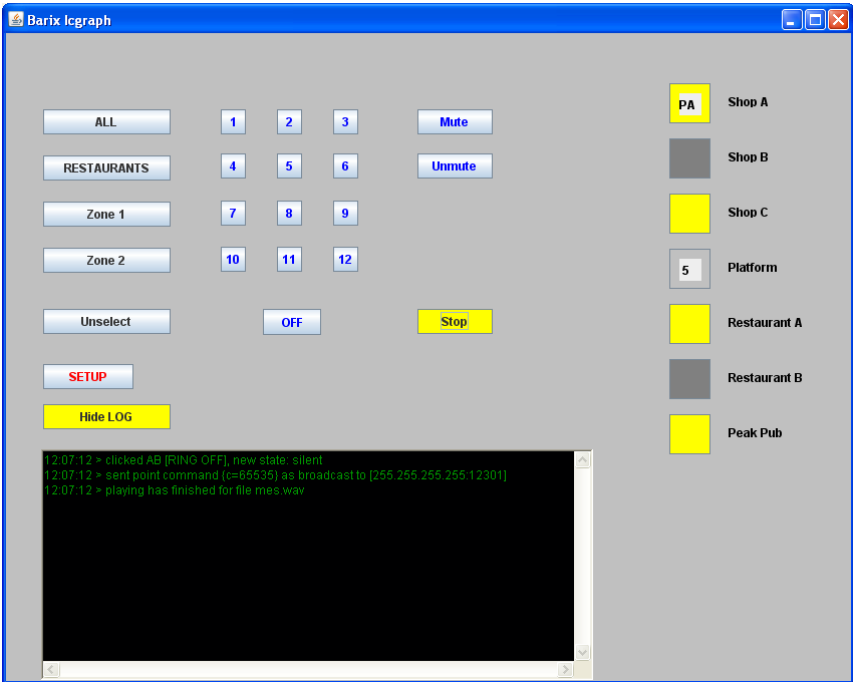 Barix Icgraph
ALL 1 2 3 Mute
RESTAURANTS 4 5 6 Unmute
Zone 1 7 8 9
Zone 2 10 11 12
Unselect OFF Stop
SETUP
Hide LOG
12:07:12 > clicked AB [RING OFF], new state: silent
12:07:12 > sent point command (c=65535) as broadcast to [255.255.255.255:12301]
12:07:12 > playing has finished for file mes.wav
PA Shop A
Shop B
Shop C
5 Platform
Restaurant A
Restaurant B
Peak Pub